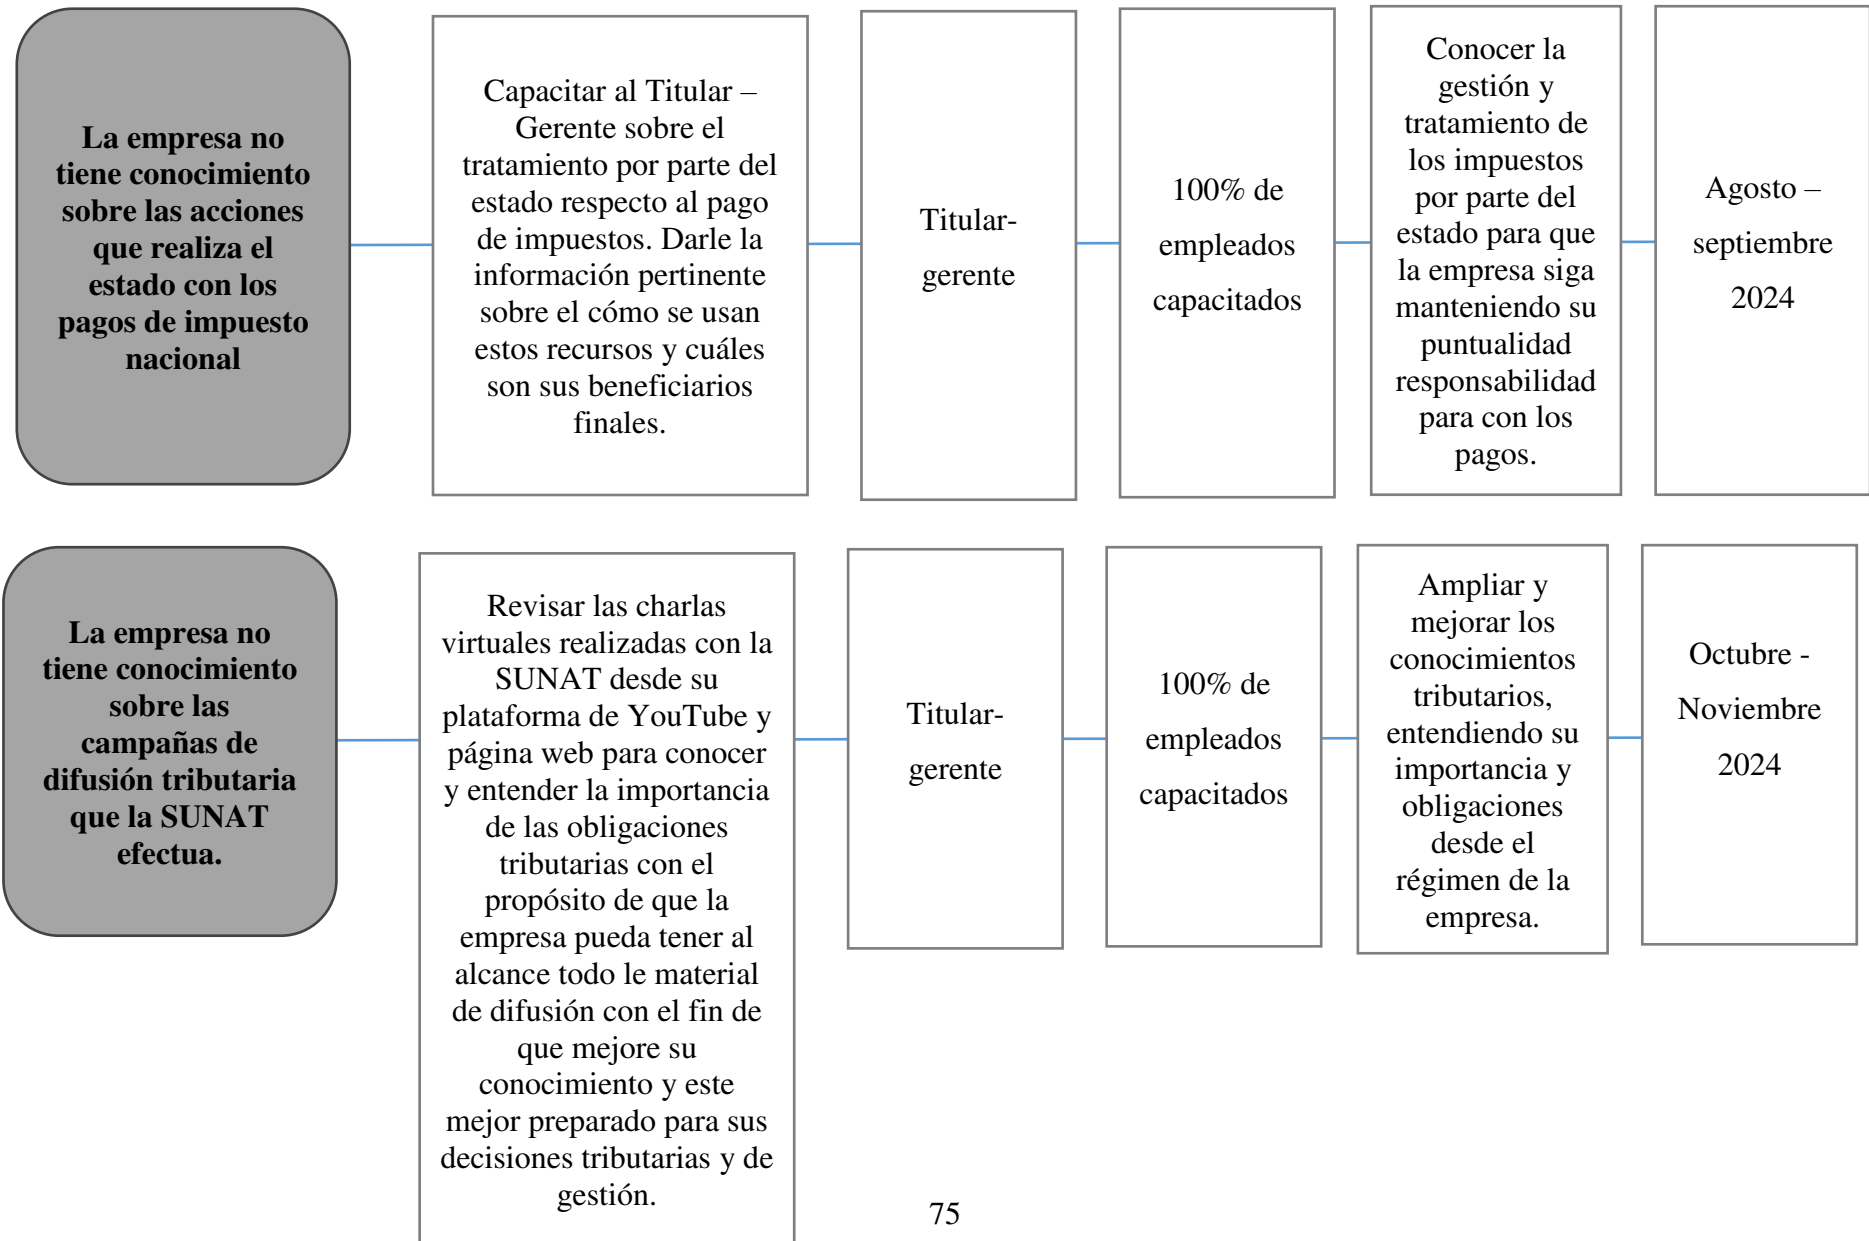 La empresa no
tiene conocimiento
sobre las acciones
que realiza el
estado con los
pagos de impuesto
nacional
Capacitar al Titular –
Gerente sobre el
tratamiento por parte del
estado respecto al pago
de impuestos. Darle la
información pertinente
sobre el cómo se usan
estos recursos y cuáles
son sus beneficiarios
finales.
Titular-
gerente
100% de
empleados
capacitados
Conocer la
gestión y
tratamiento de
los impuestos
por parte del
estado para que
la empresa siga
manteniendo su
puntualidad
responsabilidad
para con los
pagos.
Agosto –
septiembre
2024
La empresa no
tiene conocimiento
sobre las
campañas de
difusión tributaria
que la SUNAT
efectua.
Revisar las charlas
virtuales realizadas con la
SUNAT desde su
plataforma de YouTube y
página web para conocer
y entender la importancia
de las obligaciones
tributarias con el
propósito de que la
empresa pueda tener al
alcance todo le material
de difusión con el fin de
que mejore su
conocimiento y este
mejor preparado para sus
decisiones tributarias y de
gestión.
Titular-
gerente
100% de
empleados
capacitados
Ampliar y
mejorar los
conocimientos
tributarios,
entendiendo su
importancia y
obligaciones
desde el
régimen de la
empresa.
Octubre -
Noviembre
2024
75